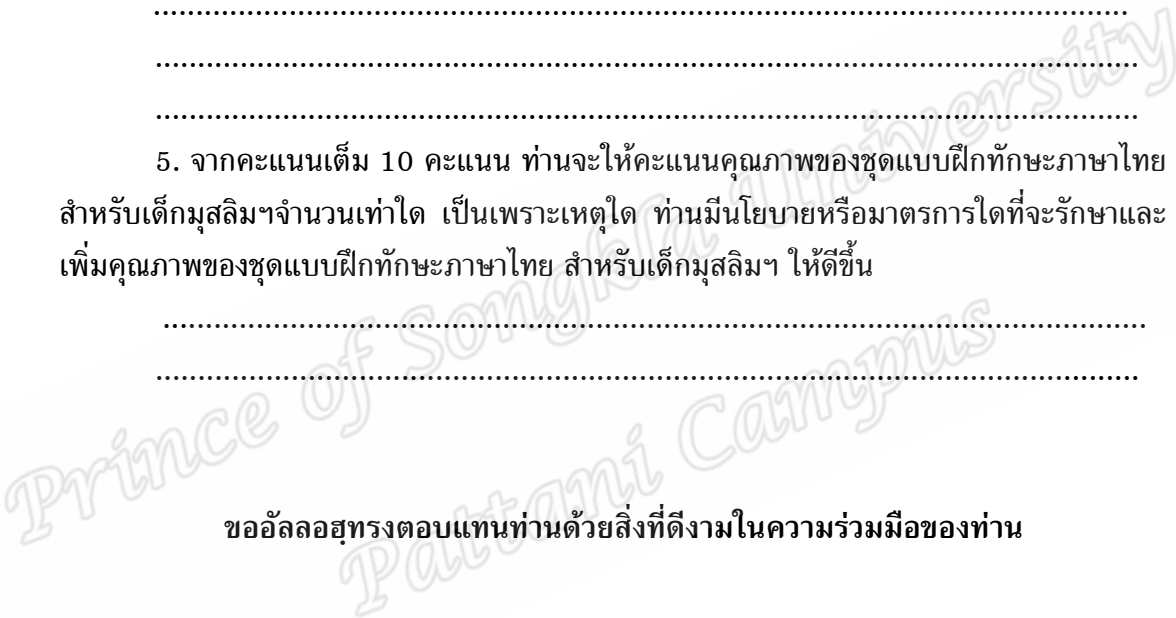 ........................................................................................................................
........................................................................................................................
........................................................................................................................
5. จากคะแนนเต็ม 10 คะแนน ท่านจะให้คะแนนคุณภาพของชุดแบบฝึกทักษะภาษาไทย
สำหรับเด็กมุสลิมฯจำนวนเท่าใด เป็นเพราะเหตุใด ท่านมีนโยบายหรือมาตรการใดที่จะรักษาและ
เพิ่มคุณภาพของชุดแบบฝึกทักษะภาษาไทย สำหรับเด็กมุสลิมฯ ให้ดีขึ้น
........................................................................................................................
........................................................................................................................
ขออัลลอฮฺทรงตอบแทนท่านด้วยสิ่งที่ดีงามในความร่วมมือของท่าน
Prince of Songkla University
Pattani Campus